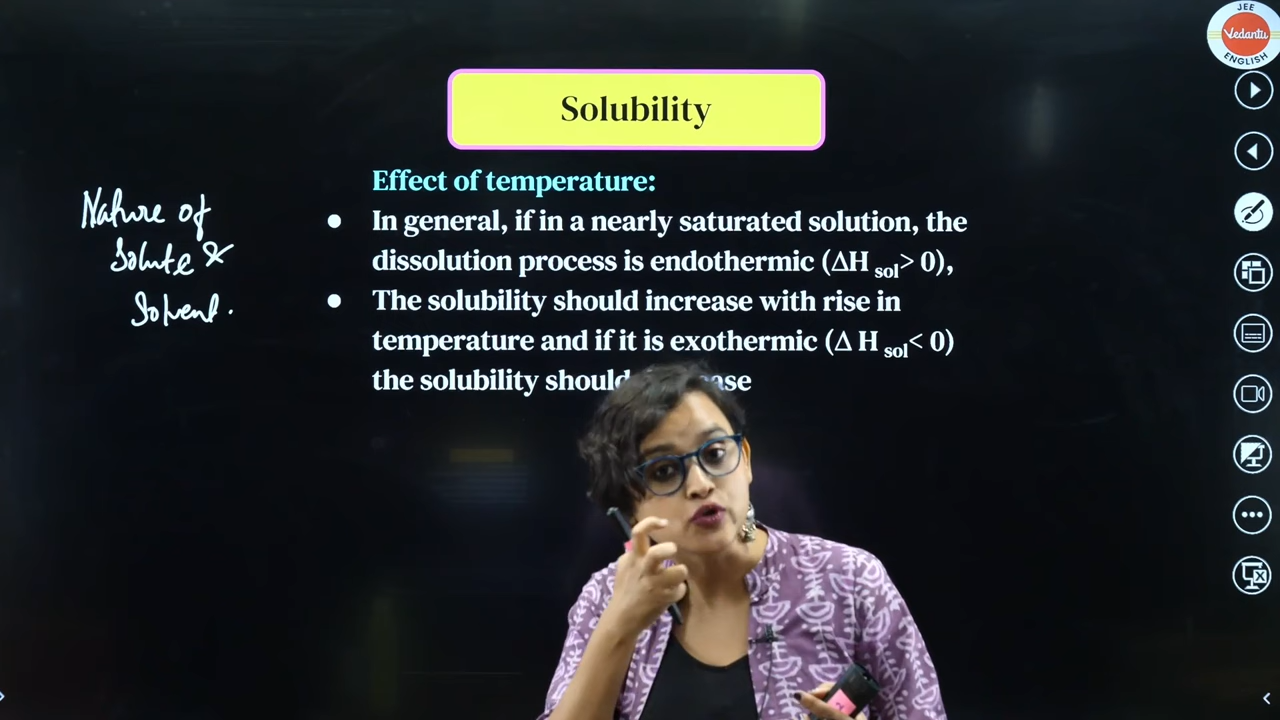 JEE
Vedantu
ENGLISH
Solubility
Nature of
Solute &
Solvent.
Effect of temperature:
● In general, if in a nearly saturated solution, the
dissolution process is endothermic (ΔH sol> 0),
● The solubility should increase with rise in
temperature and if it is exothermic (Δ H sol< 0)
the solubility should